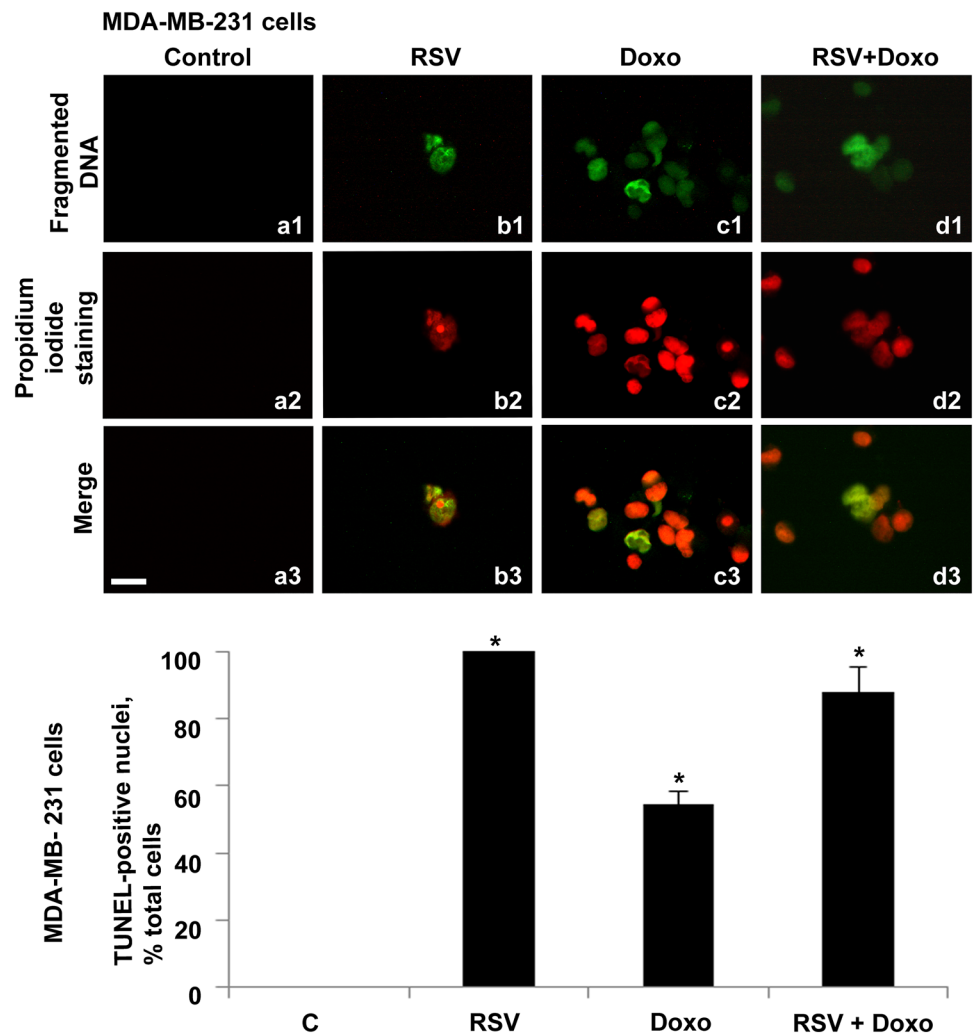 MDA-MB-231 cells
Control RSV Doxo RSV+Doxo
Fragmented
DNA
a1 b1 c1 d1
Propidium
iodide
staining
a2 b2 c2 d2
Merge
a3 b3 c3 d3
MDA-MB- 231 cells
TUNEL-positive nuclei,
% total cells
100
80
60
40
20
0
* * *
C RSV Doxo RSV + Doxo